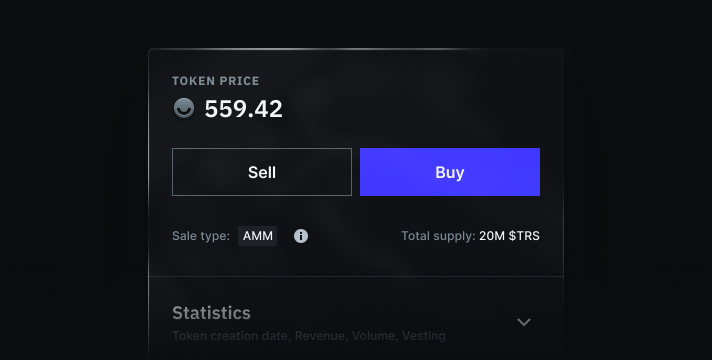 TOKEN PRICE
559.42
Sell
Buy
Sale type: AMM
Total supply: 20M $TRS
Statistics
Token creation date, Revenue, Volume, Vesting